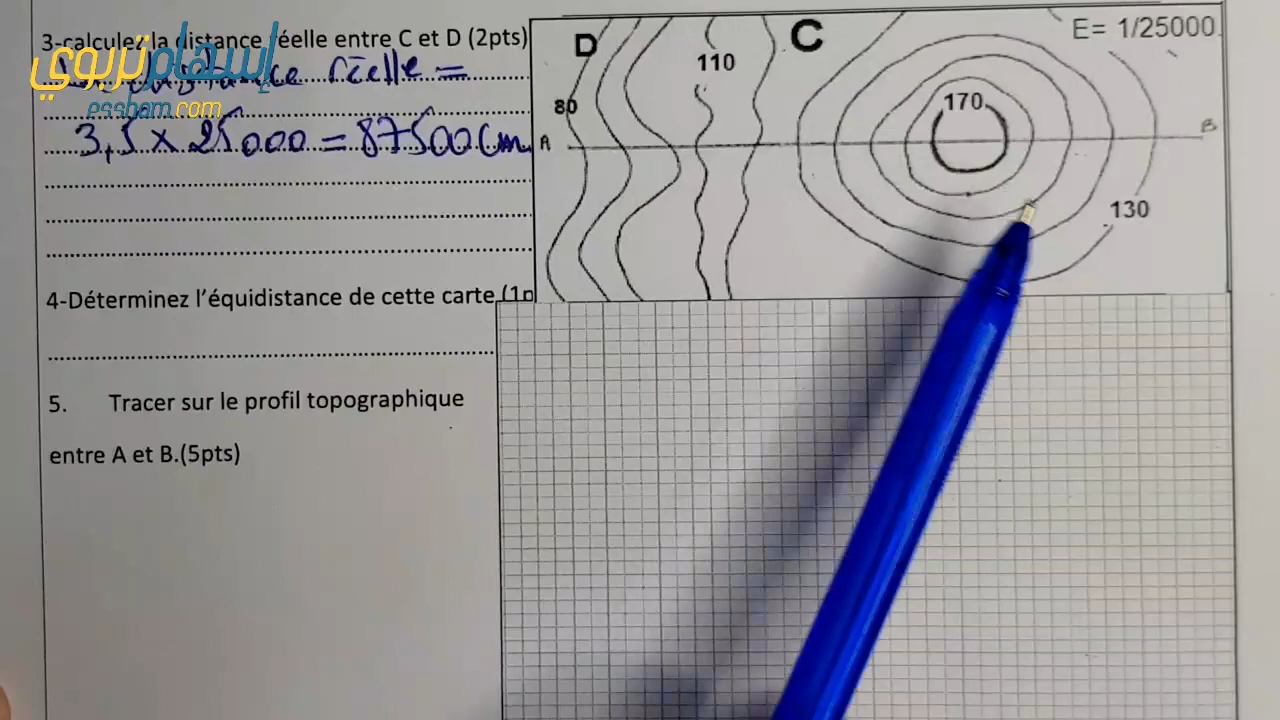 3-calculez la distance réelle entre C et D (2pts)
إسهام تربوي
essham.com
distance réelle =
3,5 x 25000 = 87500 cm
4-Déterminez l'équidistance de cette carte (1p
5. Tracer sur le profil topographique
entre A et B.(5pts)
D
C
E= 1/25000
110
80
170
A
B
130